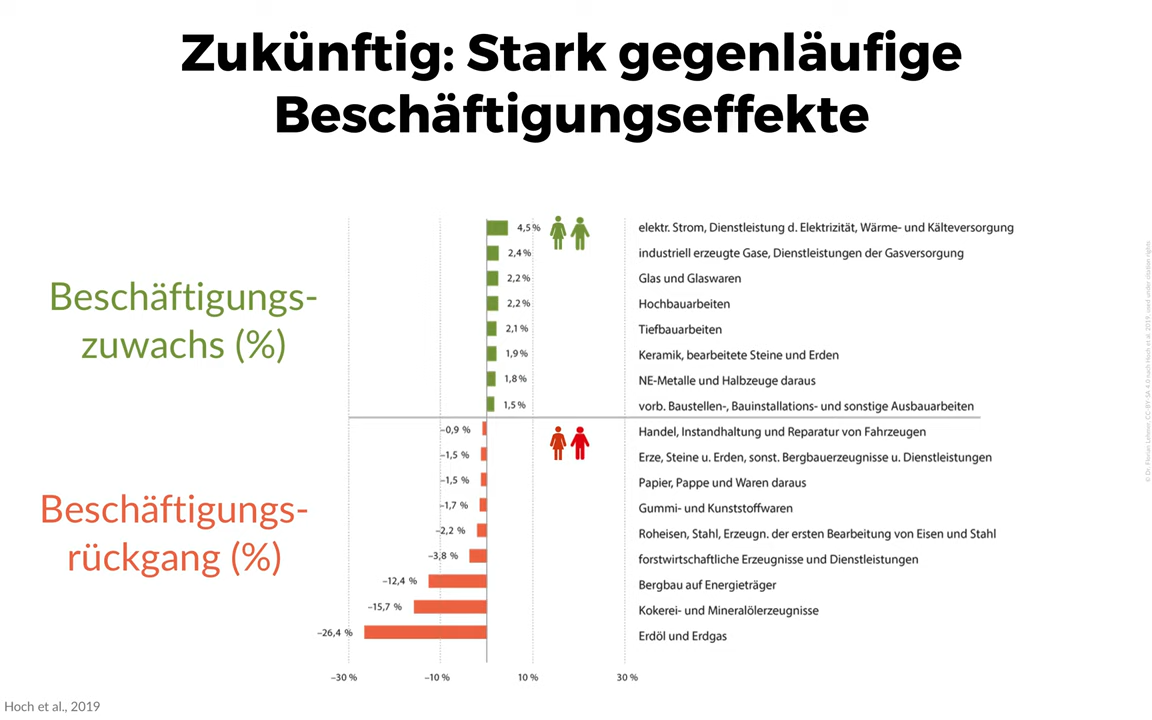 Zukünftig: Stark gegenläufige
Beschäftigungseffekte
Beschäftigungs-
zuwachs (%)
4,5 % elektr. Strom, Dienstleistung d. Elektrizität, Wärme- und Kälteversorgung
2,4 % industriell erzeugte Gase, Dienstleistungen der Gasversorgung
2,2 % Glas und Glaswaren
2,2 % Hochbauarbeiten
2,1 % Tiefbauarbeiten
1,9 % Keramik, bearbeitete Steine und Erden
1,8 % NE-Metalle und Halbzeuge daraus
1,5 % vorb. Baustellen-, Bauinstallations- und sonstige Ausbauarbeiten
Beschäftigungs-
rückgang (%)
–0,9 % Handel, Instandhaltung und Reparatur von Fahrzeugen
–1,5 % Erze, Steine u. Erden, sonst. Bergbauerzeugnisse u. Dienstleistungen
–1,5 % Papier, Pappe und Waren daraus
–1,7 % Gummi- und Kunststoffwaren
–2,2 % Roheisen, Stahl, Erzeugn. der ersten Bearbeitung von Eisen und Stahl
–3,8 % forstwirtschaftliche Erzeugnisse und Dienstleistungen
–12,4 % Bergbau auf Energieträger
–15,7 % Kokerei- und Mineralölerzeugnisse
–26,4 % Erdöl und Erdgas
–30 % –10 % 10 % 30 %
Hoch et al., 2019